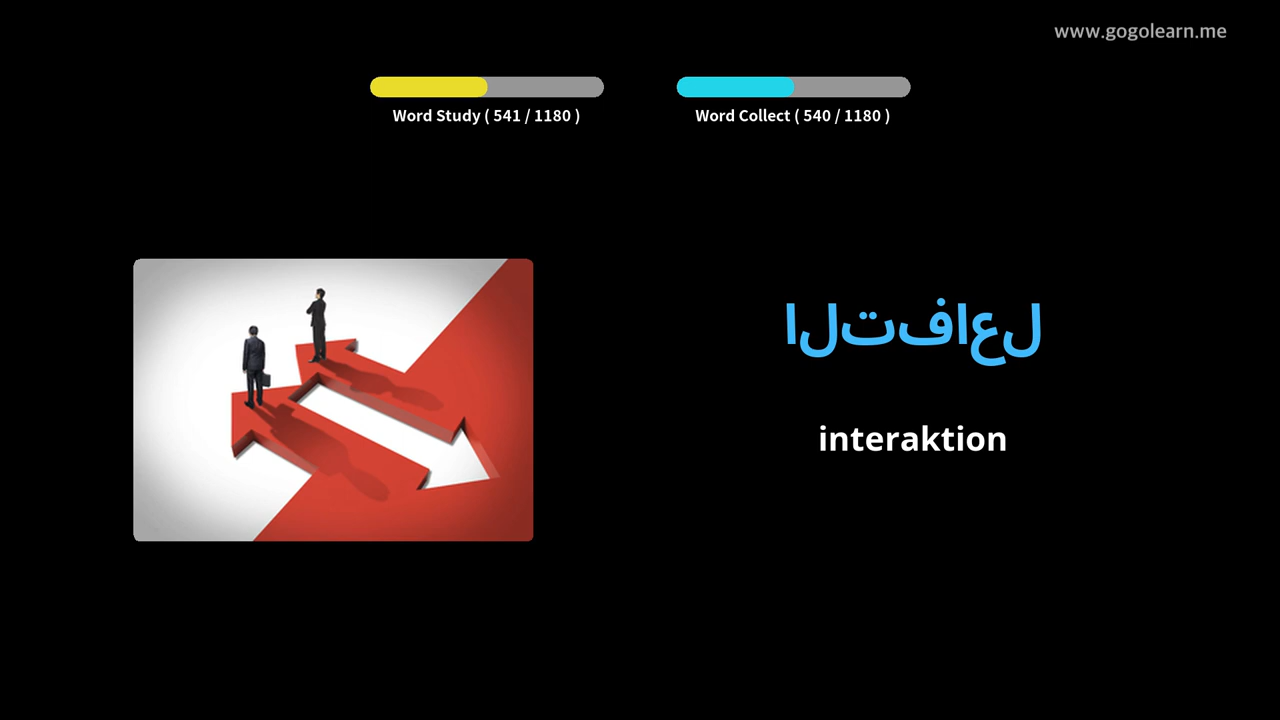 www.gogolearn.me
Word Study ( 541 / 1180 )
Word Collect ( 540 / 1180 )
التفاعل
interaktion